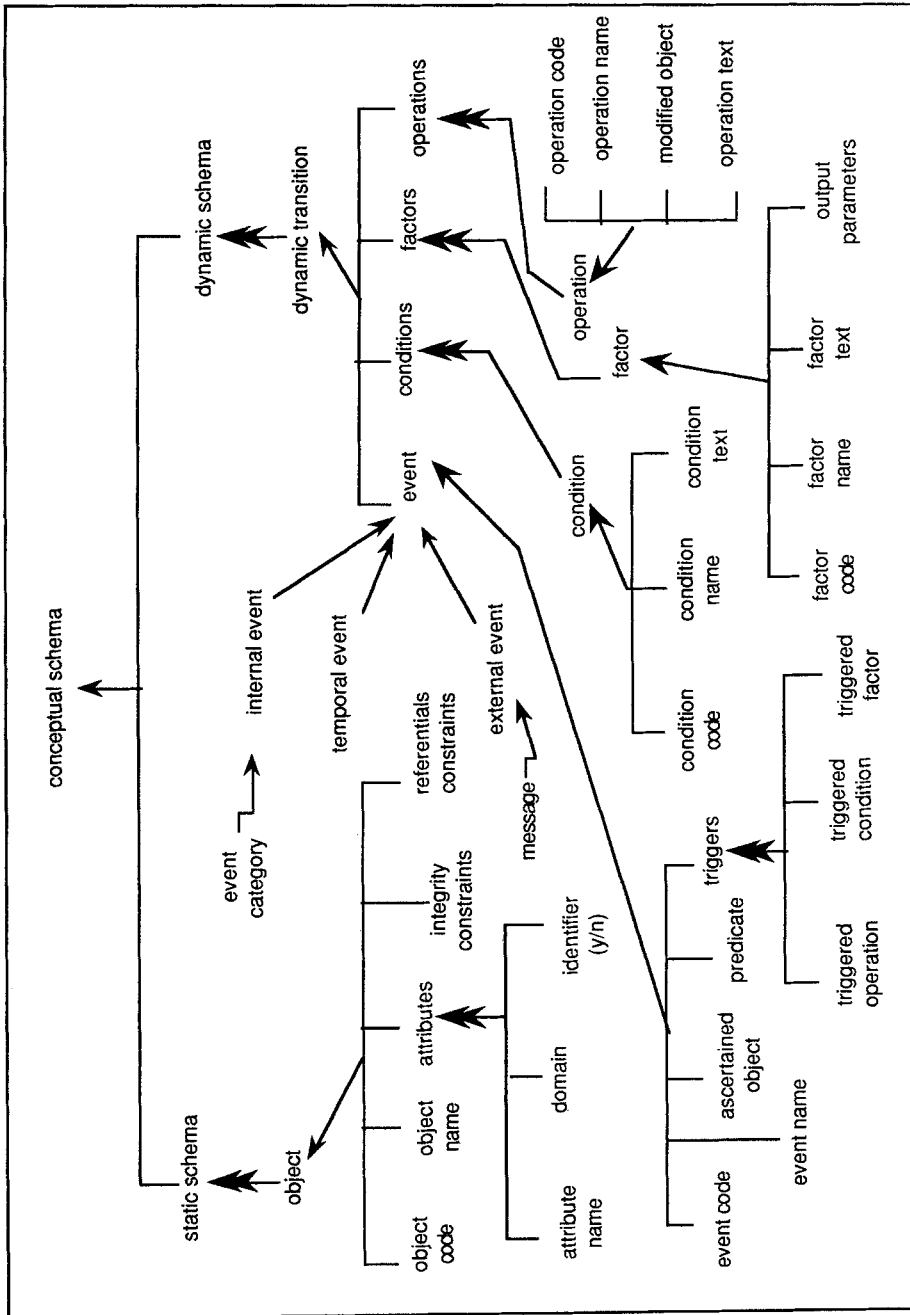 conceptual schema
static schema
dynamic schema
object
dynamic transition
event
category
internal event
temporal event
external event
message
event
conditions
factors
operations
object
code
object
name
attributes
integrity
constraints
referentials
constraints
attribute
name
domain
identifier
(y/n)
condition
factor
operation
operation code
operation name
modified object
operation text
condition
code
condition
name
condition
text
event code
event name
ascertained
object
predicate
triggers
factor
code
factor
name
factor
text
output
parameters
triggered
operation
triggered
condition
triggered
factor